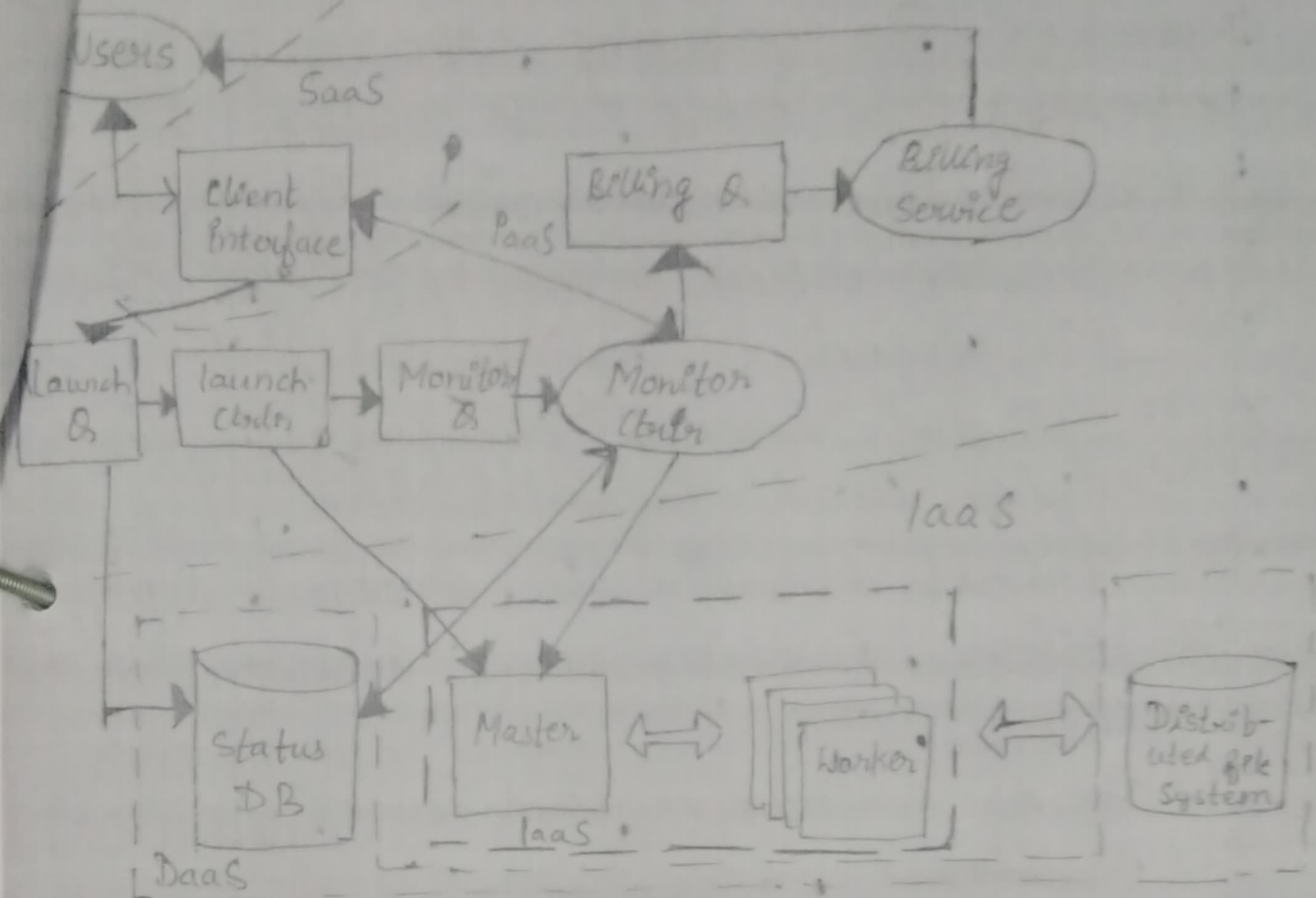 Users
SaaS
Client
Interface
PaaS
Billing Q
Billing
Service
Launch
Q
launch
Ctrlr
Monitor
Q
Monitor
Ctrlr
IaaS
Status
DB
Master
Worker
Distrib-
uted file
System
IaaS
DaaS